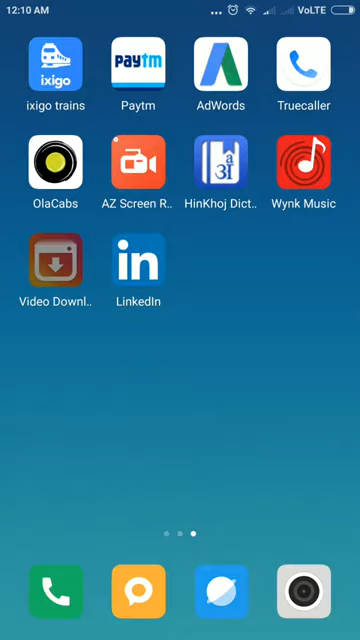 12:10 AM ... VoLTE
ixigo
Paytm
ixigo trains Paytm AdWords Truecaller
a
अ
OlaCabs AZ Screen R.. HinKhoj Dict.. Wynk Music
in
Video Downl.. LinkedIn